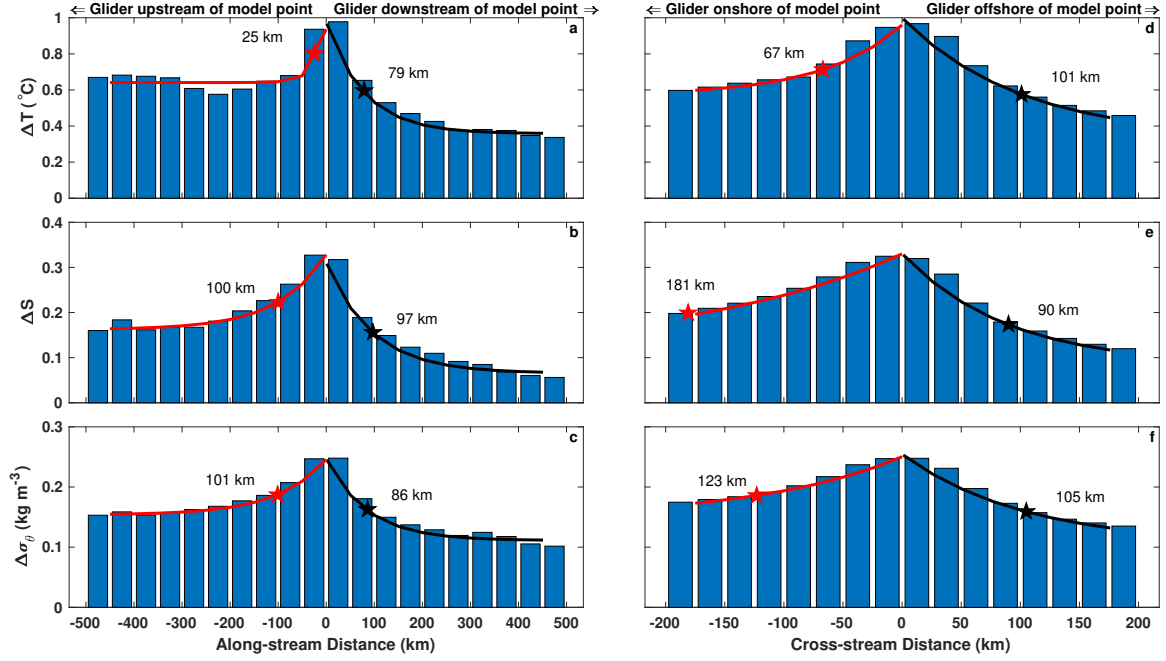 ⇐ Glider upstream of model point Glider downstream of model point ⇒
⇐ Glider onshore of model point Glider offshore of model point ⇒
a
25 km
79 km
ΔT (°C)
1
0.8
0.6
0.4
0.2
0
d
67 km
101 km
b
100 km
97 km
ΔS
0.4
0.3
0.2
0.1
0
e
181 km
90 km
c
101 km
86 km
Δσθ (kg m-3)
0.3
0.2
0.1
0
f
123 km
105 km
-500 -400 -300 -200 -100 0 100 200 300 400 500
Along-stream Distance (km)
-200 -150 -100 -50 0 50 100 150 200
Cross-stream Distance (km)